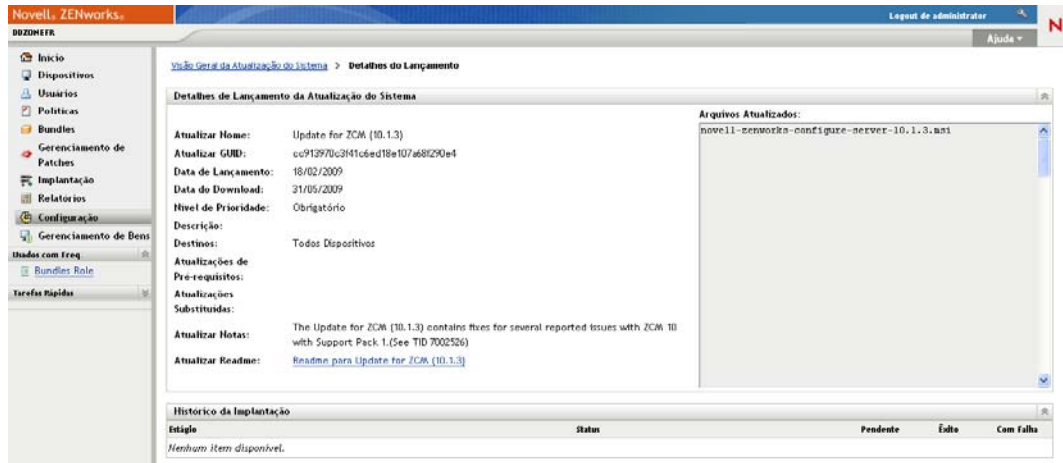 Novell® ZENworks®
Logout de administrator
DDZONEFR
N
Ajuda
Início
Dispositivos
Usuários
Políticas
Bundles
Gerenciamento de
Patches
Implantação
Relatórios
Configuração
Gerenciamento de Bens
Usados com Freq
Bundles Role
Tarefas Rápidas
Visão Geral da Atualização do Sistema > Detalhes do Lançamento
Detalhes de Lançamento da Atualização do Sistema
Atualizar Nome: Update for ZCM (10.1.3)
Atualizar GUID: cc913970c3f41c6ed18e107a68f290e4
Data de Lançamento: 18/02/2009
Data do Download: 31/05/2009
Nível de Prioridade: Obrigatório
Descrição:
Destinos: Todos Dispositivos
Atualizações de
Pré-requisitos:
Atualizações
Substituídas:
Atualizar Notas: The Update for ZCM (10.1.3) contains fixes for several reported issues with ZCM 10
with Support Pack 1.(See TID 7002526)
Atualizar Readme: Readme para Update for ZCM (10.1.3)
Arquivos Atualizados:
novell-zenworks-configure-server-10.1.3.msi
Histórico da Implantação
Estágio Status Pendente Êxito Com Falha
Nenhum item disponível.